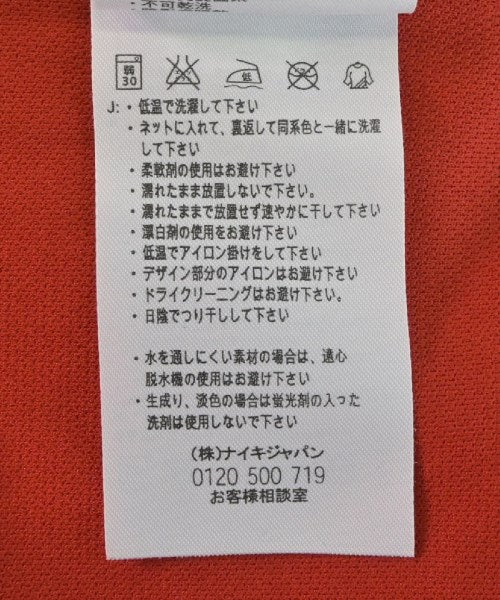 ・不可乾洗
弱
30
低
J:・低温で洗濯して下さい
・ネットに入れて、裏返して同系色と一緒に洗濯
して下さい
・柔軟剤の使用はお避け下さい
・濡れたまま放置しないで下さい。
・濡れたままで放置せず速やかに干して下さい
・漂白剤の使用をお避け下さい
・低温でアイロン掛けをして下さい
・デザイン部分のアイロンはお避け下さい
・ドライクリーニングはお避け下さい。
・日陰でつり干しして下さい
・水を通しにくい素材の場合は、遠心
脱水機の使用はお避け下さい
・生成り、淡色の場合は蛍光剤の入った
洗剤は使用しないで下さい
(株)ナイキジャパン
0120 500 719
お客様相談室